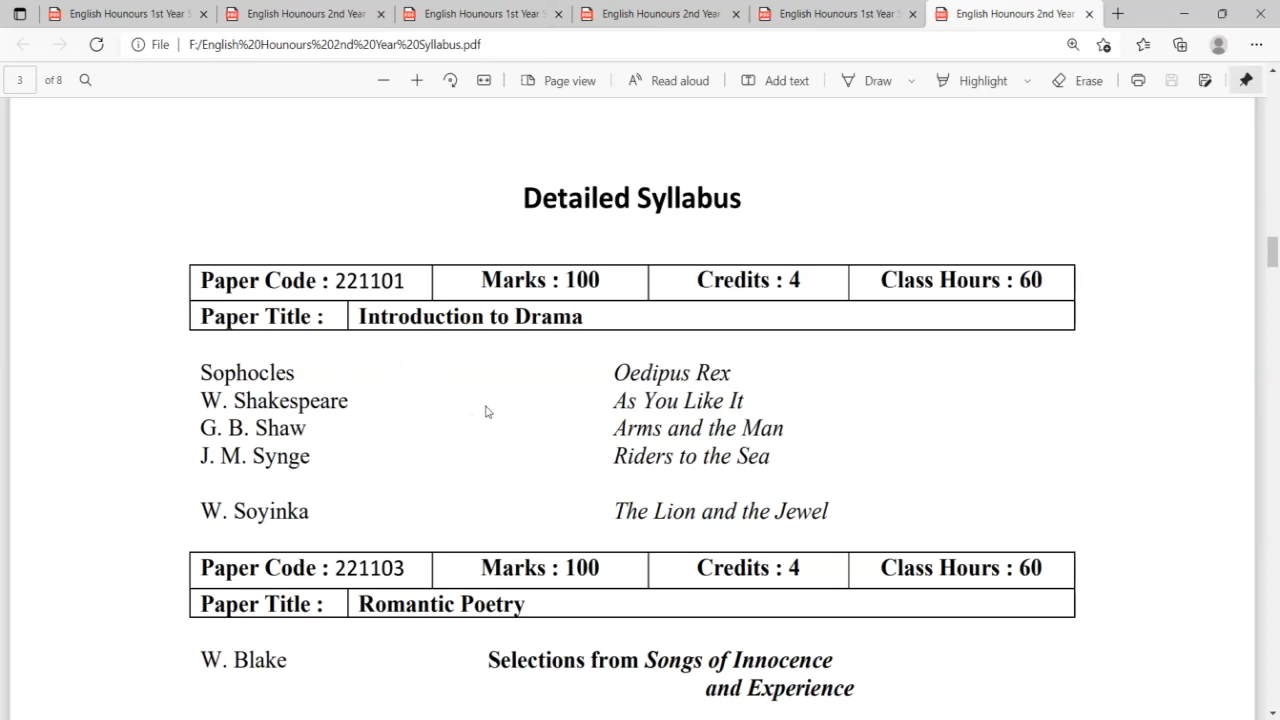 English Hounours 1st Year S
English Hounours 2nd Year
English Hounours 1st Year S
English Hounours 2nd Year
English Hounours 1st Year S
English Hounours 2nd Year
File F:/English%20Hounours%202nd%20Year%20Syllabus.pdf
3 of 8 Page view Read aloud Add text Draw Highlight Erase
Detailed Syllabus
Paper Code : 221101 Marks : 100 Credits : 4 Class Hours : 60
Paper Title : Introduction to Drama
Sophocles Oedipus Rex
W. Shakespeare As You Like It
G. B. Shaw Arms and the Man
J. M. Synge Riders to the Sea
W. Soyinka The Lion and the Jewel
Paper Code : 221103 Marks : 100 Credits : 4 Class Hours : 60
Paper Title : Romantic Poetry
W. Blake Selections from Songs of Innocence
and Experience